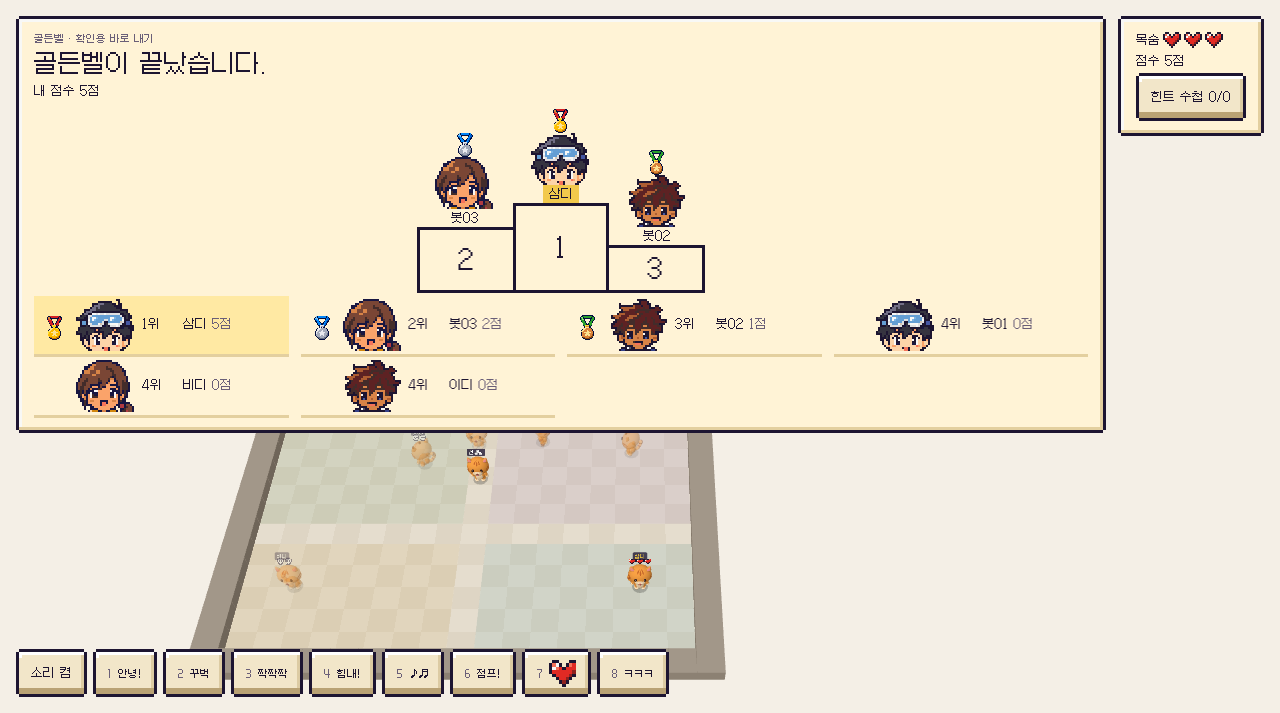 골든벨 · 확인용 바로 내기
골든벨이 끝났습니다.
내 점수 5점
목숨
점수 5점
힌트 수첩 0/0
삼디
봇03
봇02
2
1
3
1위 삼디 5점
2위 봇03 2점
3위 봇02 1점
4위 봇01 0점
4위 비디 0점
4위 이디 0점
소리 켬
1 안녕!
2 꾸벅
3 짝짝짝
4 힘내!
5 ♪♬
6 점프!
7
8 ㅋㅋㅋ